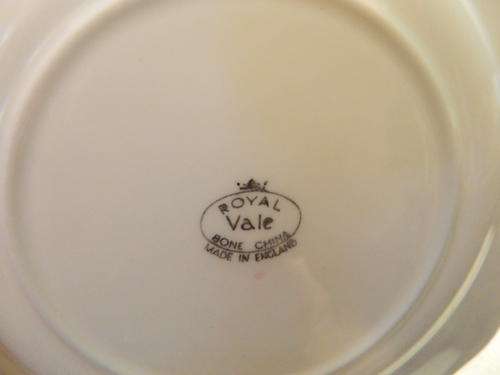 ROYAL
Vale
BONE CHINA
MADE IN ENGLAND